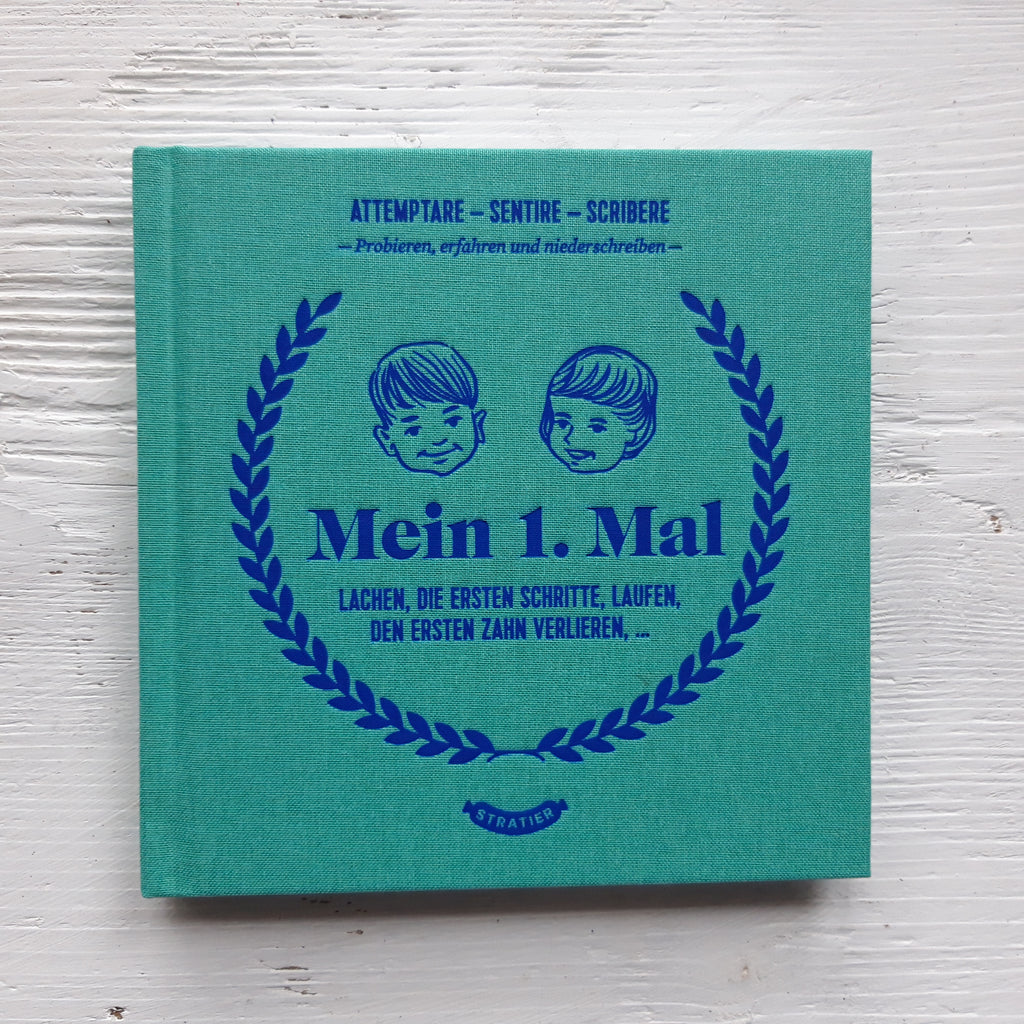 ATTEMPTARE – SENTIRE – SCRIBERE
— Probieren, erfahren und niederschreiben —
Mein 1. Mal
LACHEN, DIE ERSTEN SCHRITTE, LAUFEN,
DEN ERSTEN ZAHN VERLIEREN, ...
STRATIER